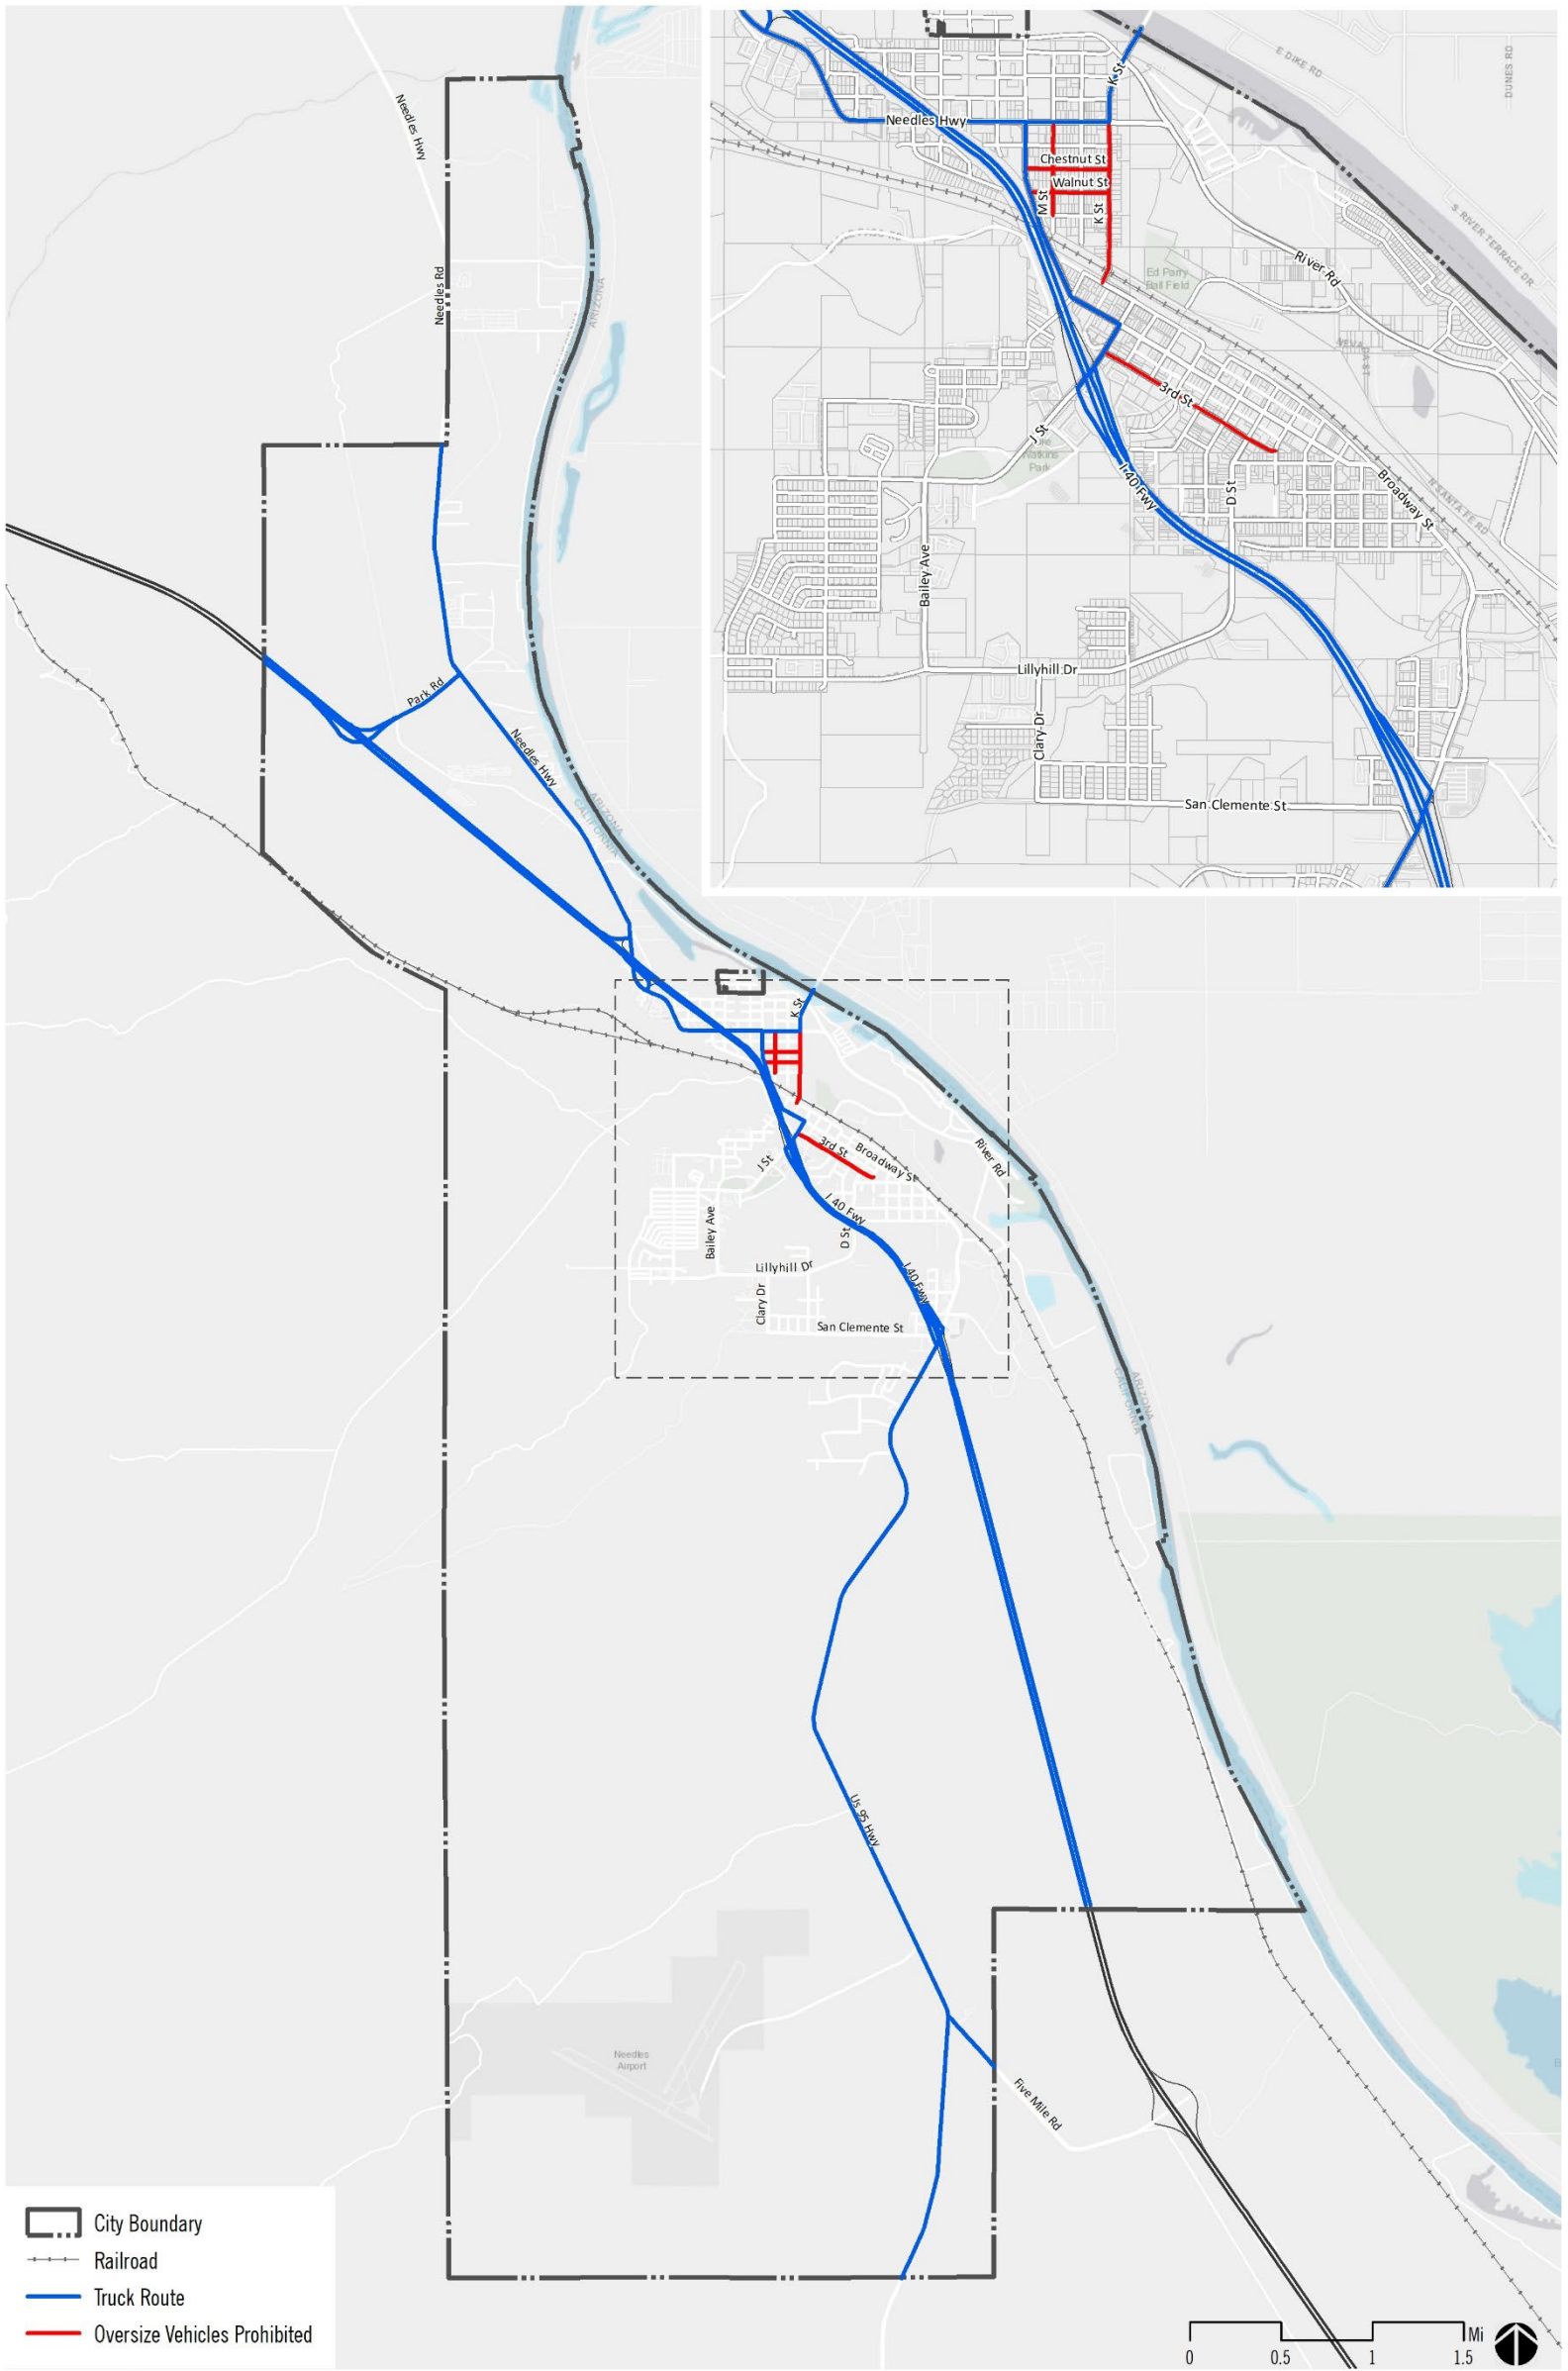 Needles Hwy
Needles Rd
ARIZONA
Park Rd
Needles Hwy
ARIZONA
CALIFORNIA
K St
E DIKE RD
DUNES RD
Needles Hwy
Chestnut St
Walnut St
M St
K St
S RIVER TERRACE DR
River Rd
Ed Parry
Ball Field
3rd St
J St
Watkins
Park
I 40 Fwy
D St
Broadway St
N SANTA FE RD
Bailey Ave
Lillyhill Dr
Clary Dr
San Clemente St
K St
River Rd
3rd St
Broadway St
J St
I 40 Fwy
Bailey Ave
D St
Lillyhill Dr
I 40 Fwy
Clary Dr
San Clemente St
ARIZONA
CALIFORNIA
Us 95 Hwy
Needles
Airport
Five Mile Rd
City Boundary
Railroad
Truck Route
Oversize Vehicles Prohibited
Mi
0 0.5 1 1.5